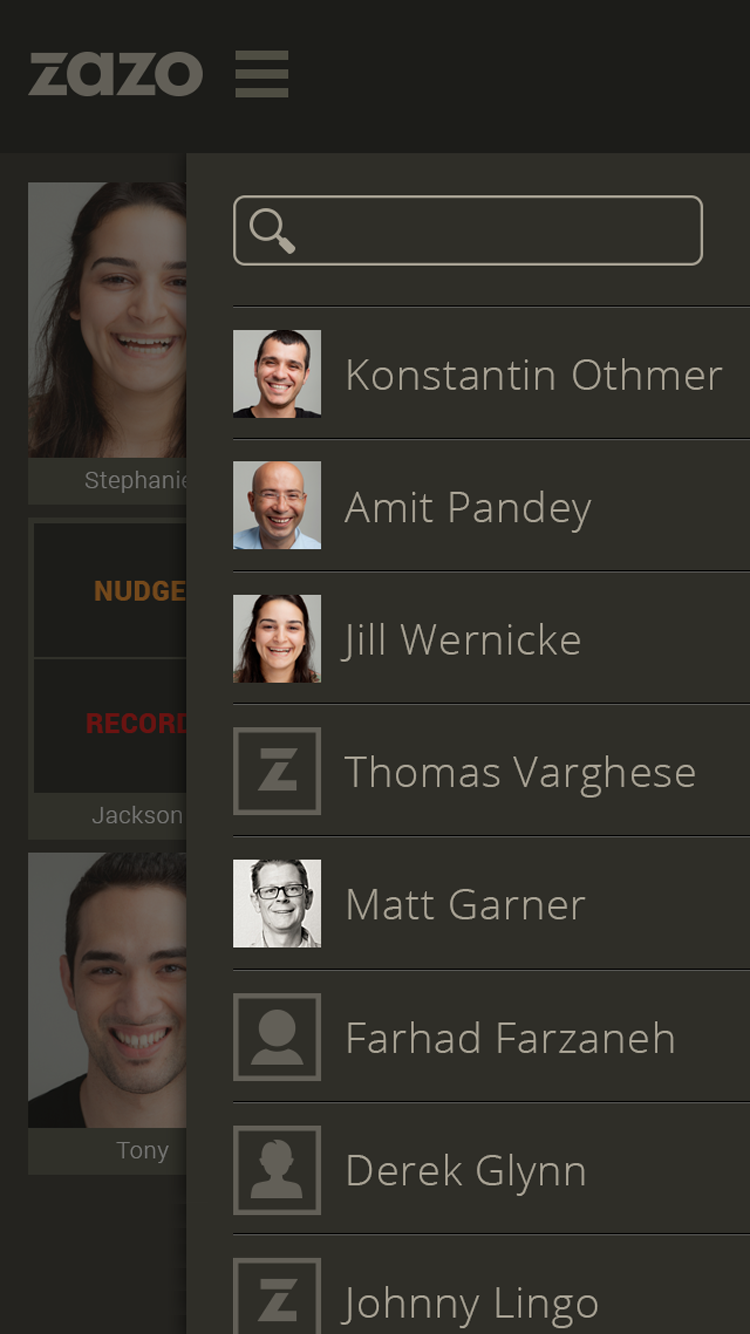 zazo
Stephanie
NUDGE
RECORD
Jackson
Tony
Konstantin Othmer
Amit Pandey
Jill Wernicke
Z Thomas Varghese
Matt Garner
Farhad Farzaneh
Derek Glynn
Z Johnny Lingo